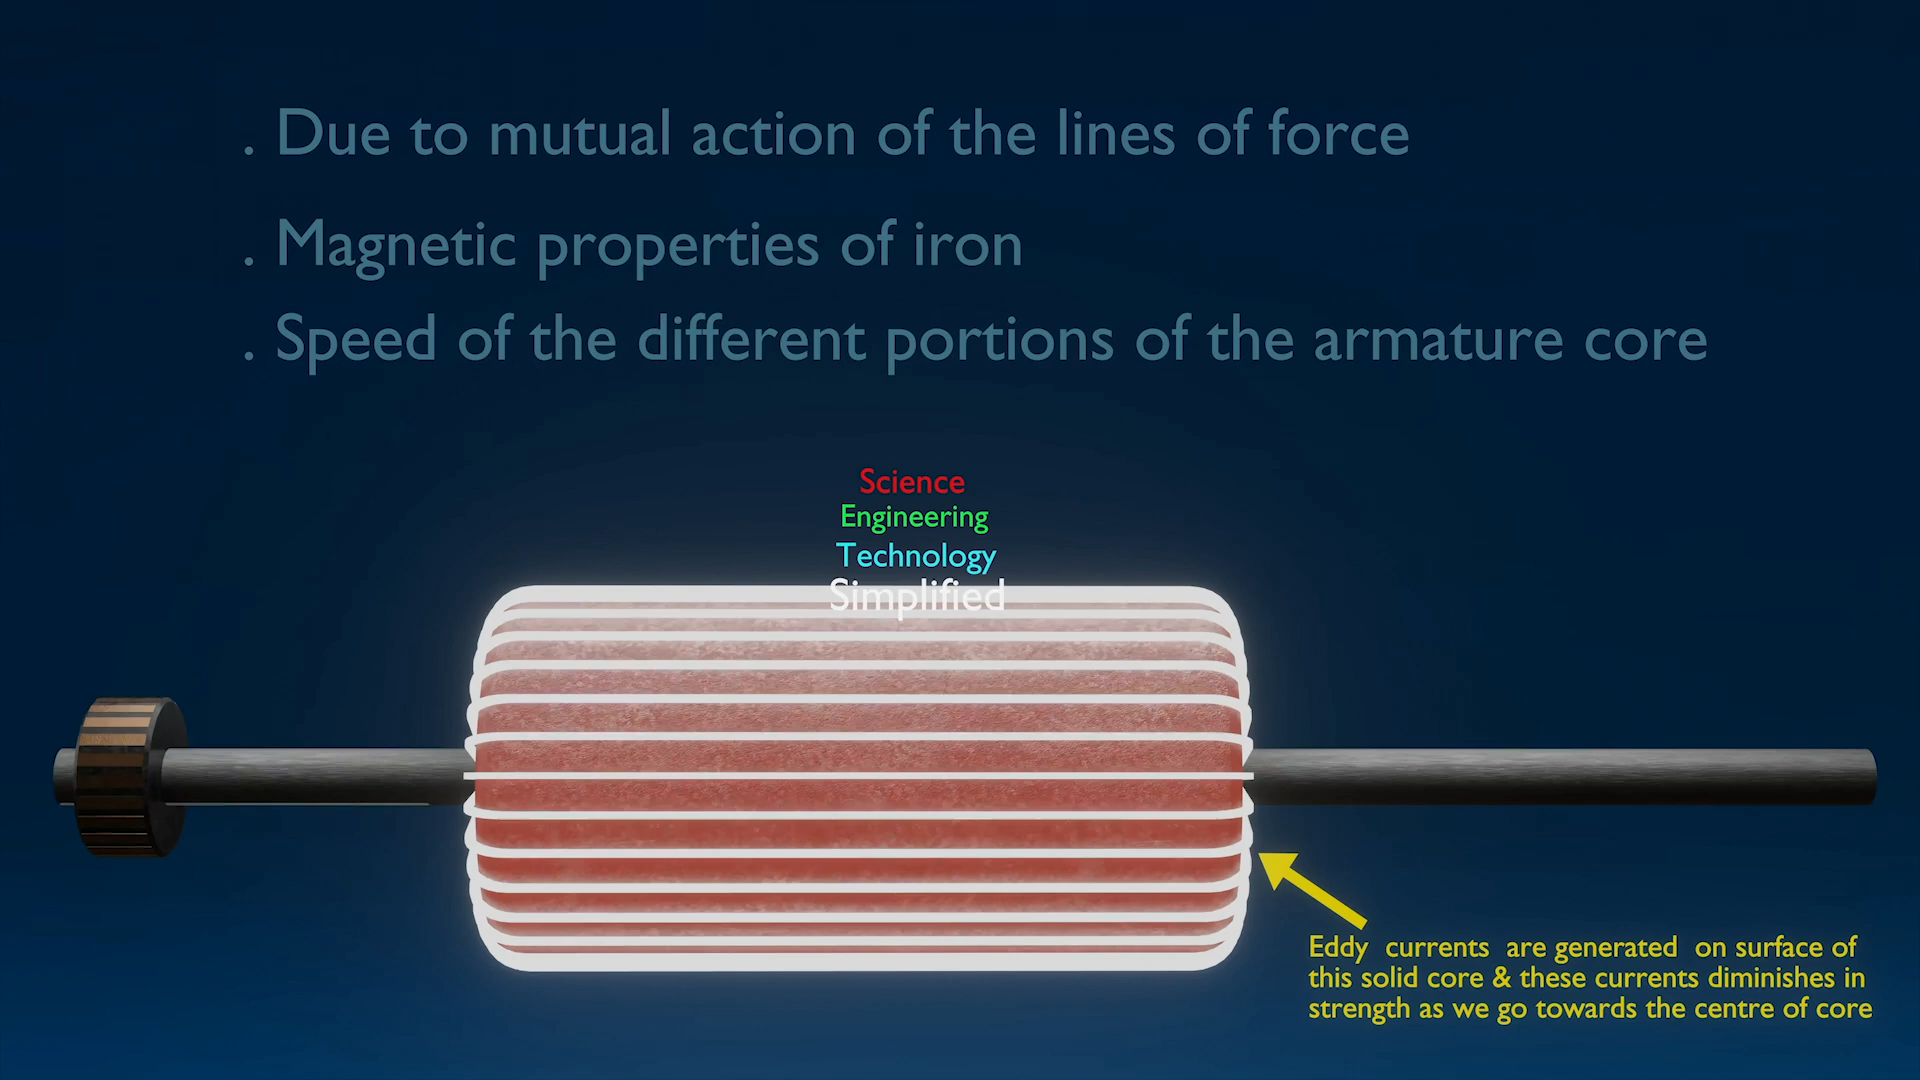 . Due to mutual action of the lines of force
. Magnetic properties of iron
. Speed of the different portions of the armature core
Science
Engineering
Technology
Simplified
Eddy currents are generated on surface of
this solid core & these currents diminishes in
strength as we go towards the centre of core